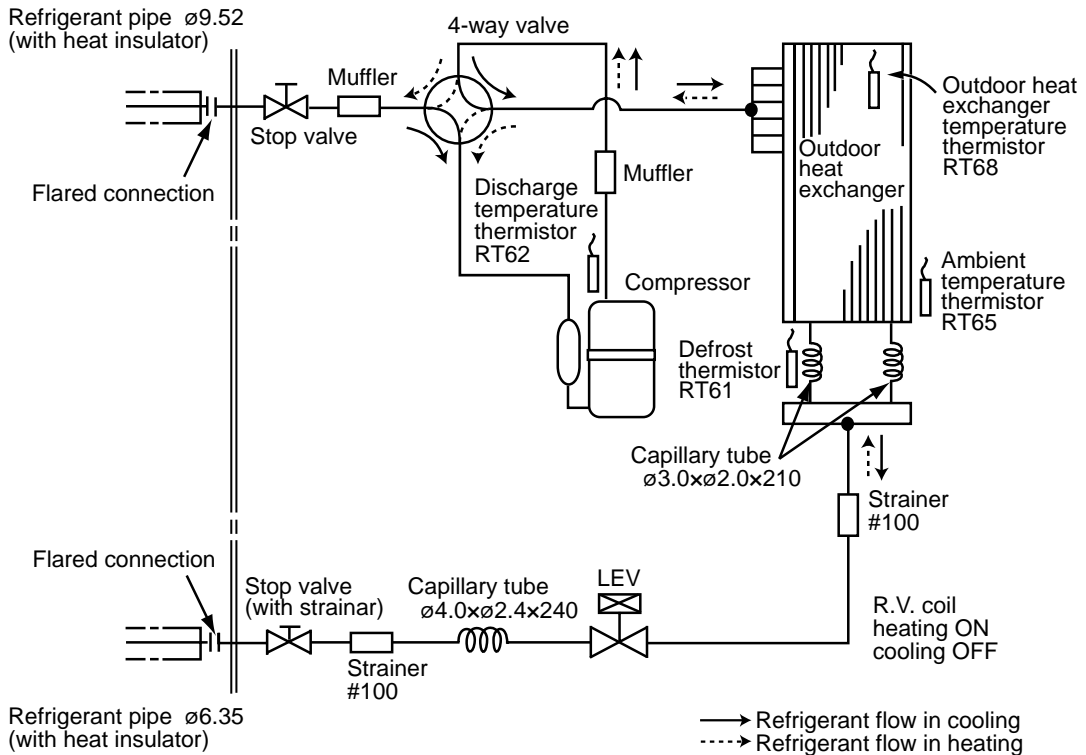 Refrigerant pipe ø9.52
(with heat insulator)
4-way valve
Muffler
Stop valve
Flared connection
Outdoor heat
exchanger
temperature
thermistor
RT68
Outdoor
heat
exchanger
Muffler
Discharge
temperature
thermistor
RT62
Compressor
Ambient
temperature
thermistor
RT65
Defrost
thermistor
RT61
Capillary tube
ø3.0×ø2.0×210
Strainer
#100
Flared connection
Stop valve
(with strainar)
Capillary tube
ø4.0×ø2.4×240
LEV
R.V. coil
heating ON
cooling OFF
Strainer
#100
Refrigerant pipe ø6.35
(with heat insulator)
Refrigerant flow in cooling
Refrigerant flow in heating